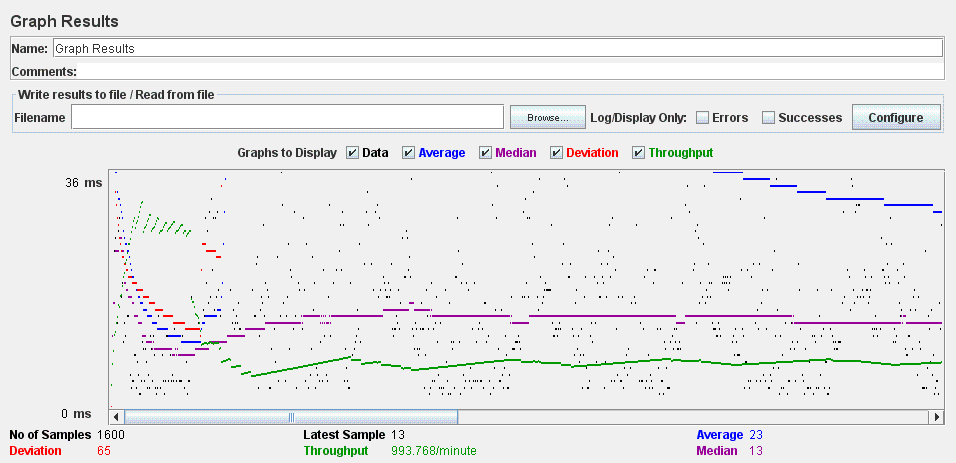 Graph Results
Name: Graph Results
Comments:
Write results to file / Read from file
Filename Browse... Log/Display Only: Errors Successes Configure
Graphs to Display Data Average Median Deviation Throughput
36 ms
0 ms
No of Samples 1600 Latest Sample 13 Average 23
Deviation 65 Throughput 993.768/minute Median 13